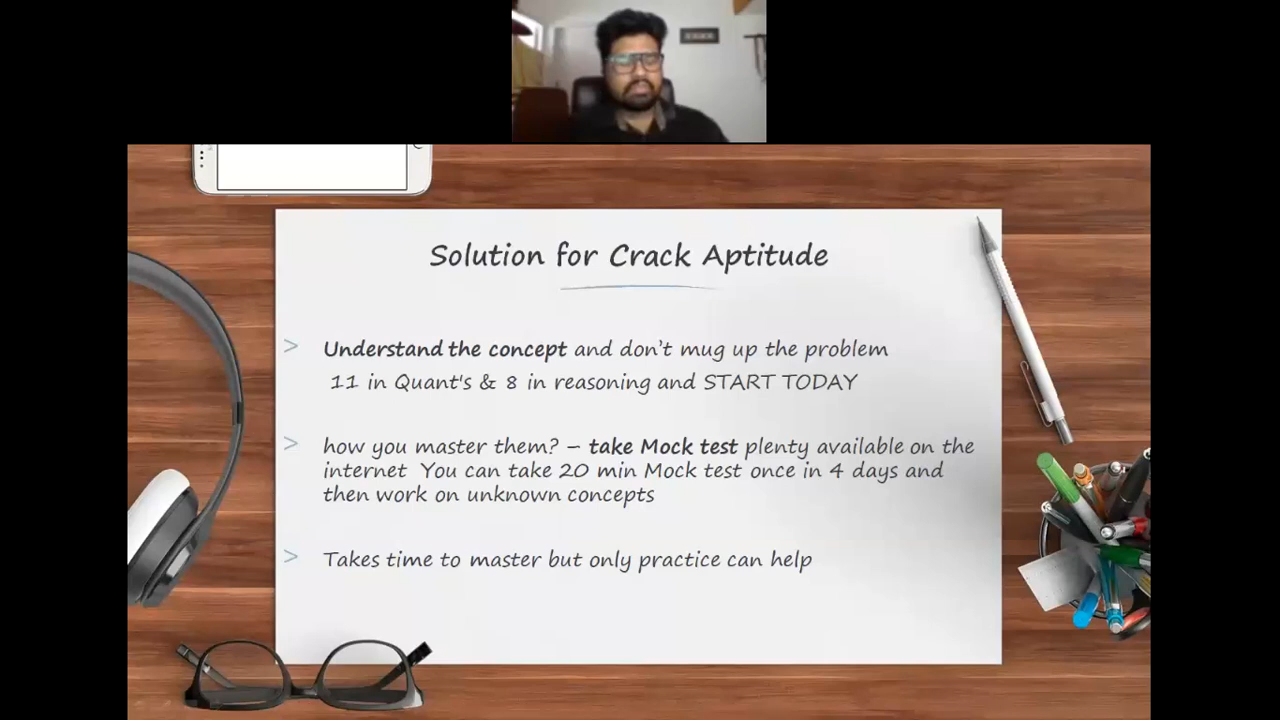 Solution for Crack Aptitude
> Understand the concept and don't mug up the problem
11 in Quant's & 8 in reasoning and START TODAY
> how you master them? – take Mock test plenty available on the
internet You can take 20 min Mock test once in 4 days and
then work on unknown concepts
> Takes time to master but only practice can help